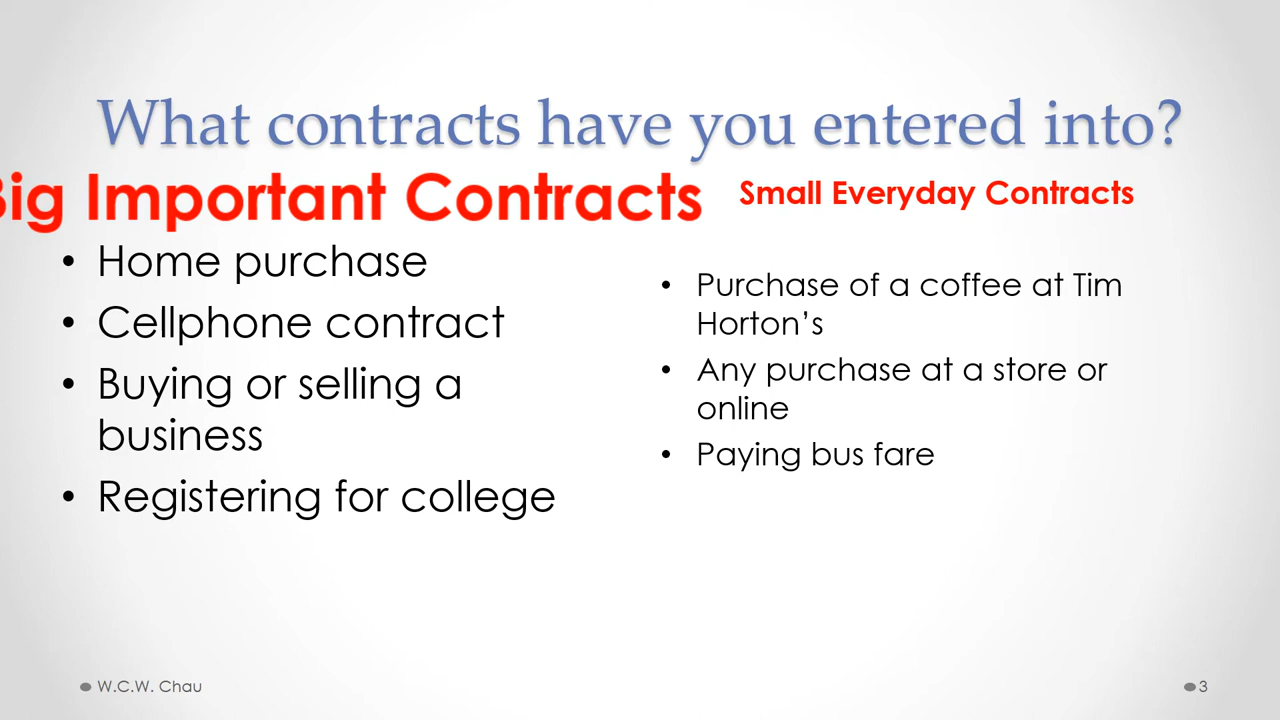 What contracts have you entered into?
Big Important Contracts
• Home purchase
• Cellphone contract
• Buying or selling a
business
• Registering for college
Small Everyday Contracts
• Purchase of a coffee at Tim
Horton’s
• Any purchase at a store or
online
• Paying bus fare
W.C.W. Chau
3